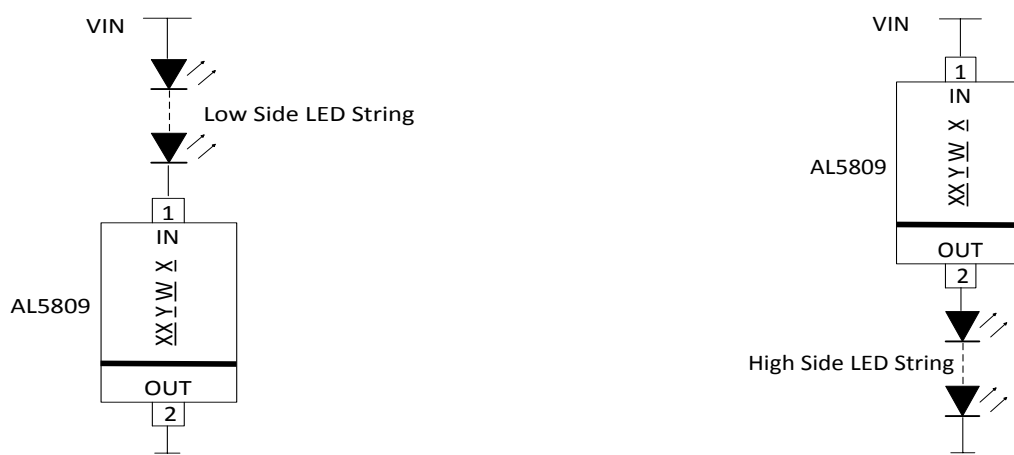 VIN
Low Side LED String
1
IN
XX Y W X
AL5809
OUT
2
VIN
1
IN
XX Y W X
AL5809
OUT
2
High Side LED String